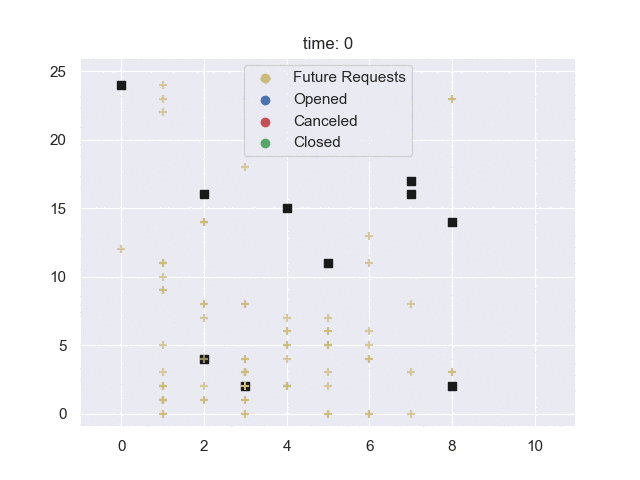 time: 0
Future Requests
Opened
Canceled
Closed
25
20
15
10
5
0
0 2 4 6 8 10